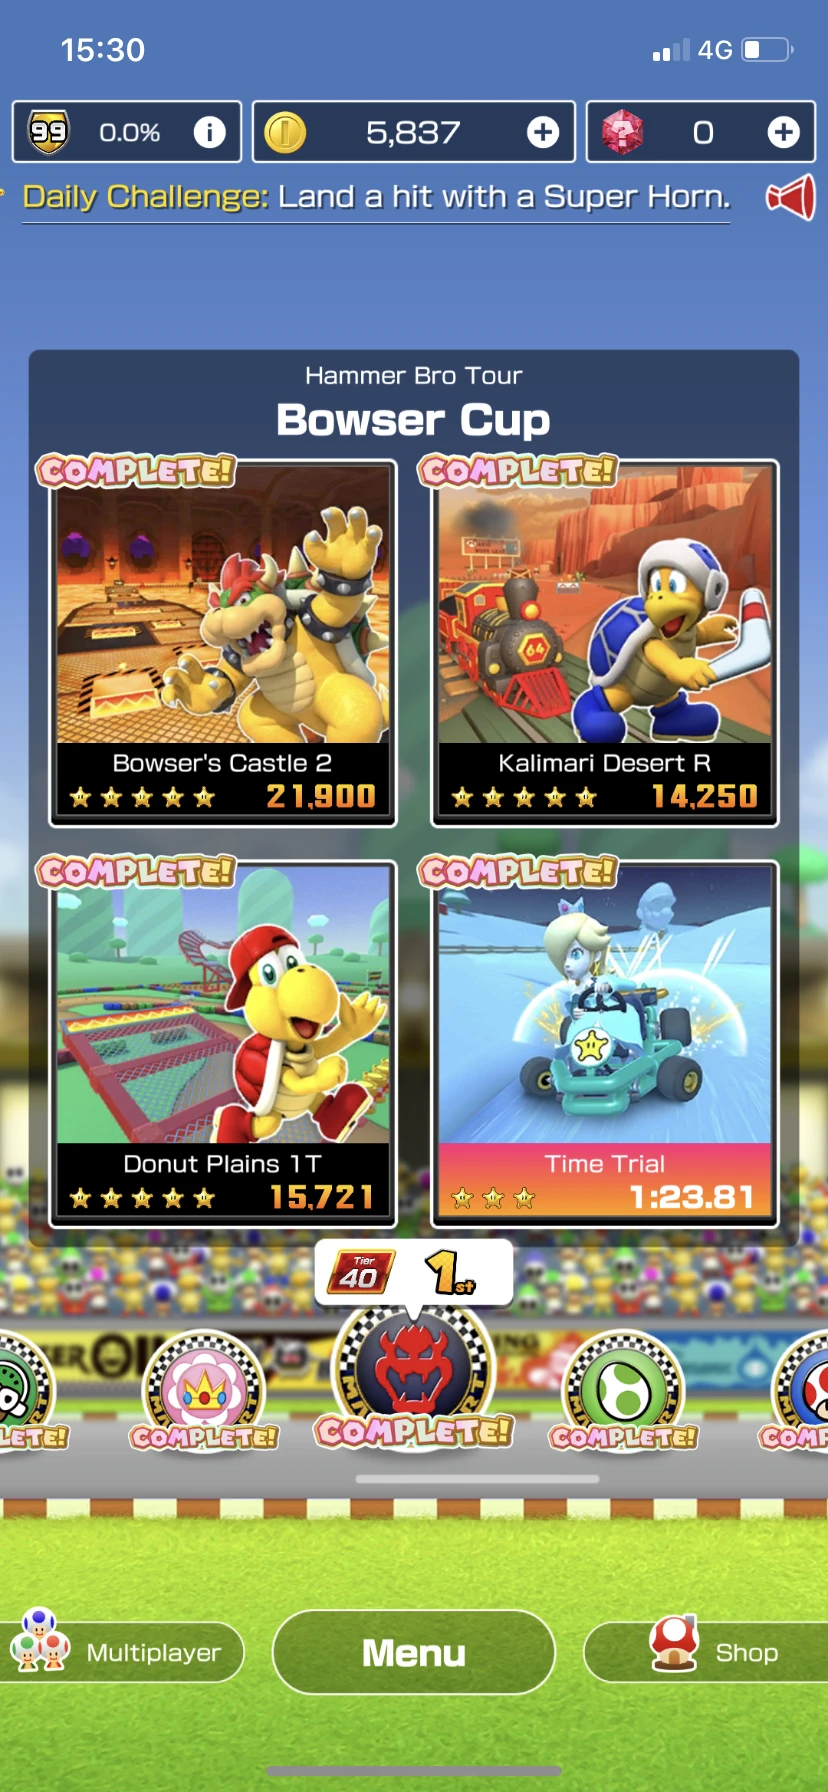 15:30
4G
99
0.0%
5,837
0
Daily Challenge: Land a hit with a Super Horn.
Hammer Bro Tour
Bowser Cup
COMPLETE!
COMPLETE!
64
Bowser's Castle 2
21,900
Kalimari Desert R
14,250
COMPLETE!
COMPLETE!
Donut Plains 1T
15,721
Time Trial
1:23.81
Tier
40
1st
COMPLETE!
COMPLETE!
COMPLETE!
Multiplayer
Menu
Shop